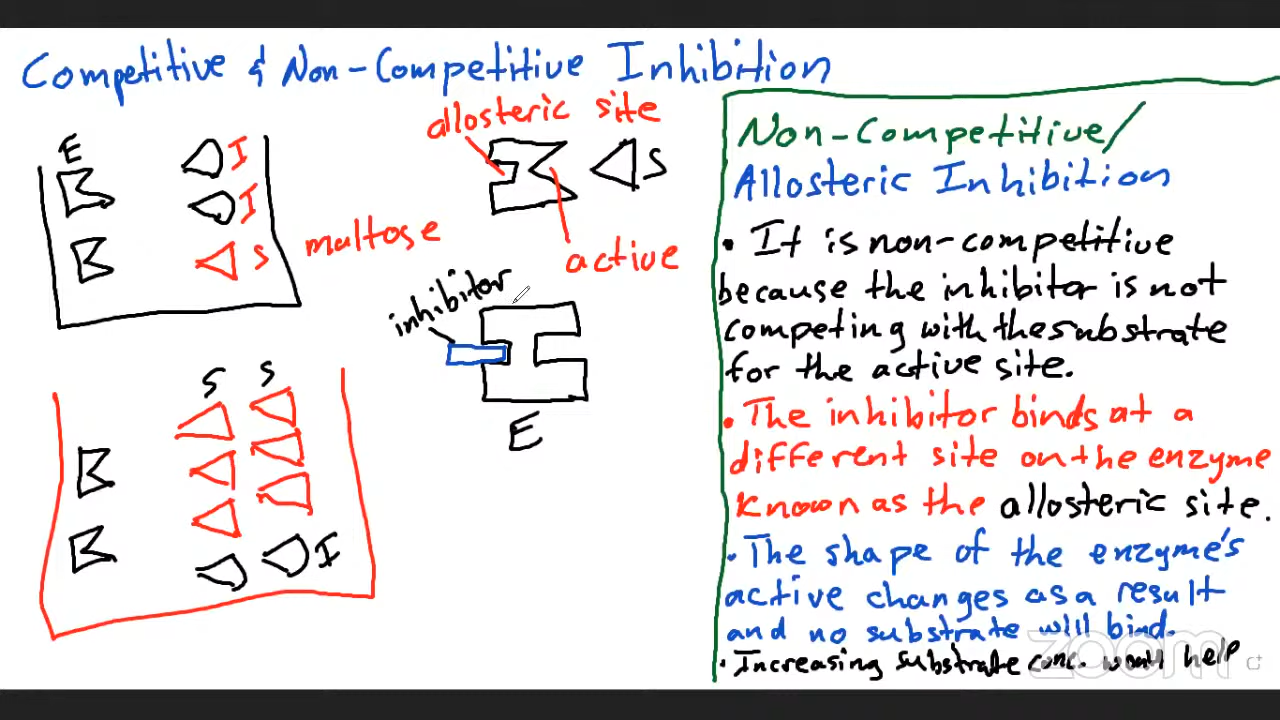 Competitive & Non-Competitive Inhibition
E
I
I
S
maltose
allosteric site
S
active
inhibitor
E
S S
I
Non-Competitive/
Allosteric Inhibition
• It is non-competitive
because the inhibitor is not
competing with the substrate
for the active site.
• The inhibitor binds at a
different site on the enzyme
known as the allosteric site.
• The shape of the enzyme's
active changes as a result
and no substrate will bind.
• Increasing substrate conc. won't help
zoom